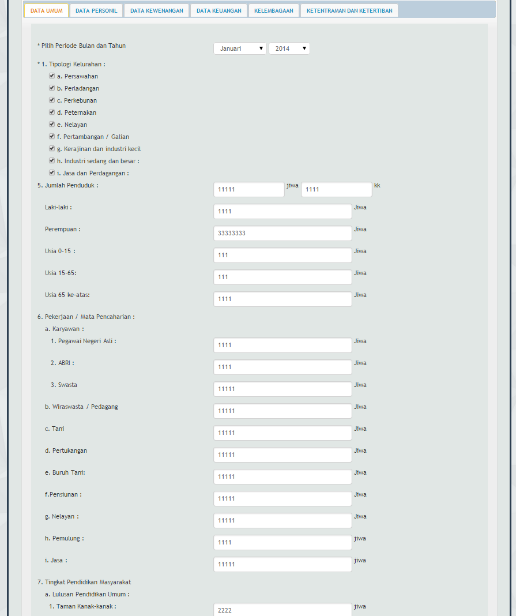 DATA UMUM DATA PERSONIL DATA KEWENANGAN DATA KEUANGAN KELEMBAGAAN KETENTRAMAN DAN KETERTIBAN
* Pilih Periode Bulan dan Tahun Januari 2014
* 1. Tipologi Kelurahan :
a. Persawahan
b. Perladangan
c. Perkebunan
d. Peternakan
e. Nelayan
f. Pertambangan / Galian
g. Kerajinan dan industri kecil
h. Industri sedang dan besar :
i. Jasa dan Perdagangan :
5. Jumlah Penduduk : 11111 jiwa 1111 kk
Laki-laki : 1111 Jiwa
Perempuan : 33333333 Jiwa
Usia 0-15 : 111 Jiwa
Usia 15-65: 111 Jiwa
Usia 65 ke-atas: 1111 Jiwa
6. Pekerjaan / Mata Pencaharian :
a. Karyawan :
1. Pegawai Negeri Asli : 1111 Jiwa
2. ABRI : 1111 Jiwa
3. Swasta 11111 Jiwa
b. Wiraswasta / Pedagang 11111 Jiwa
c. Tani 11111 Jiwa
d. Pertukangan 11111 Jiwa
e. Buruh Tani: 11111 Jiwa
f.Pensiunan : 11111 Jiwa
g. Nelayan : 11111 Jiwa
h. Pemulung : 1111 jiwa
i. Jasa : 11111 jiwa
7. Tingkat Pendidikan Masyarakat
a. Lulusan Pendidikan Umum :
1. Taman Kanak-kanak : 2222 jiwa